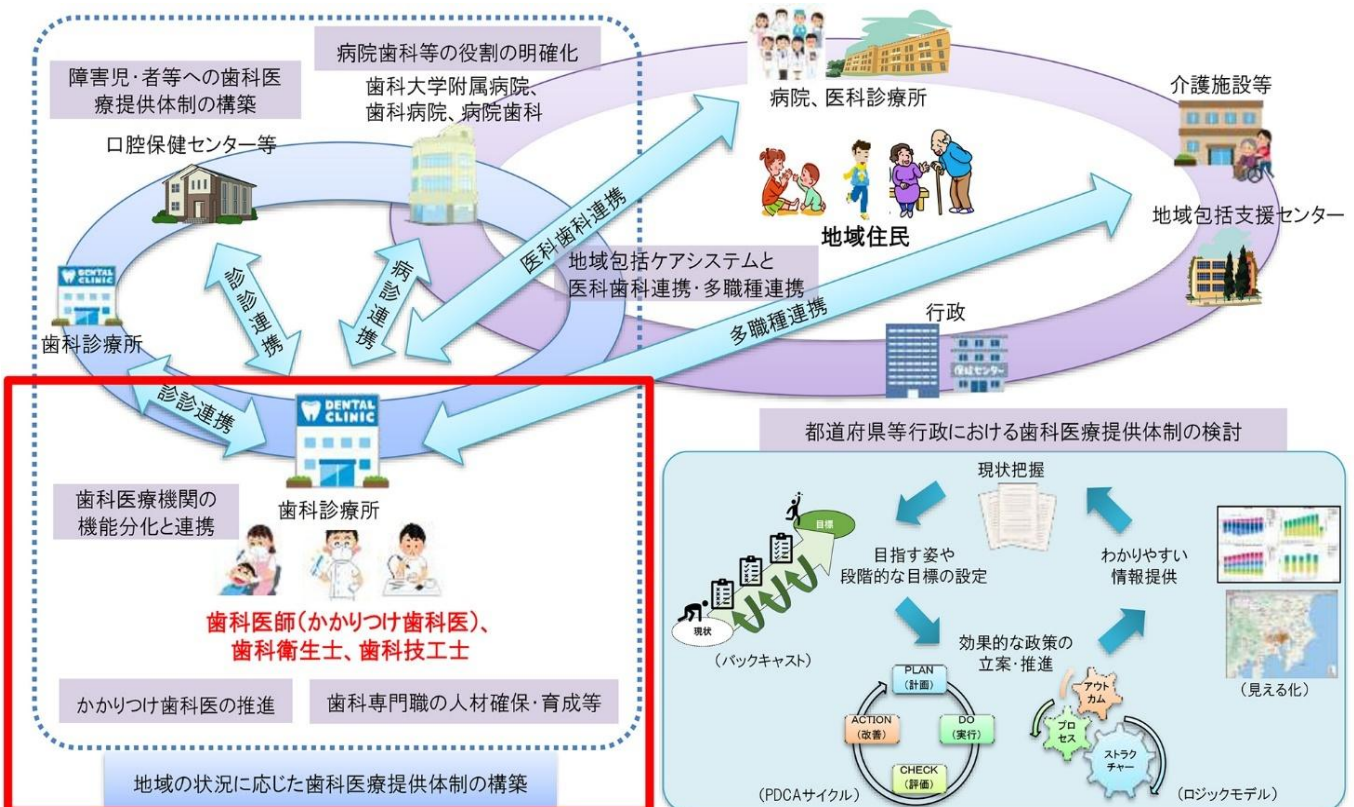 病院歯科等の役割の明確化
歯科大学附属病院、
歯科病院、病院歯科
障害児・者等への歯科医
療提供体制の構築
口腔保健センター等
病院、医科診療所
介護施設等
地域包括支援センター
地域住民
医科歯科連携
地域包括ケアシステムと
医科歯科連携・多職種連携
多職種連携
行政
保健センター
DENTAL
CLINIC
歯科診療所
診診連携
病診連携
診診連携
DENTAL
CLINIC
歯科診療所
歯科医療機関の
機能分化と連携
歯科医師(かかりつけ歯科医)、
歯科衛生士、歯科技工士
かかりつけ歯科医の推進
歯科専門職の人材確保・育成等
地域の状況に応じた歯科医療提供体制の構築
都道府県等行政における歯科医療提供体制の検討
現状把握
目標
現状
(バックキャスト)
目指す姿や
段階的な目標の設定
わかりやすい
情報提供
(見える化)
効果的な政策の
立案・推進
PLAN
(計画)
ACTION
(改善)
DO
(実行)
CHECK
(評価)
(PDCAサイクル)
アウト
カム
プロ
セス
ストラク
チャー
(ロジックモデル)